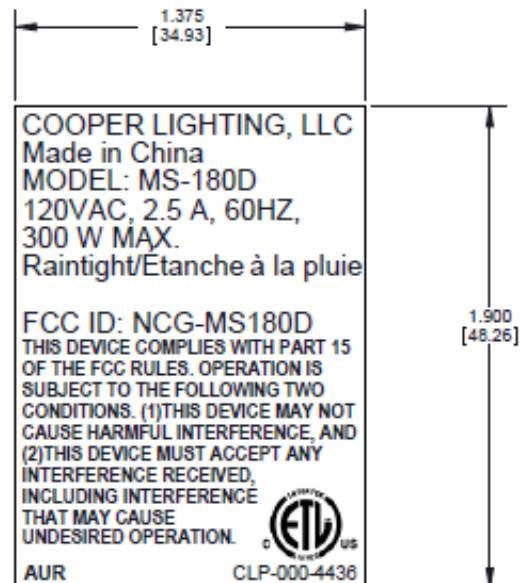 1.375
[34.93]
COOPER LIGHTING, LLC
Made in China
MODEL: MS-180D
120VAC, 2.5 A, 60HZ,
300 W MAX.
Raintight/Étanche à la pluie
1.900
[48.26]
FCC ID: NCG-MS180D
THIS DEVICE COMPLIES WITH PART 15
OF THE FCC RULES. OPERATION IS
SUBJECT TO THE FOLLOWING TWO
CONDITIONS. (1)THIS DEVICE MAY NOT
CAUSE HARMFUL INTERFERENCE, AND
(2)THIS DEVICE MUST ACCEPT ANY
INTERFERENCE RECEIVED,
INCLUDING INTERFERENCE
THAT MAY CAUSE
UNDESIRED OPERATION.
C ETL US
AUR CLP-000-4436